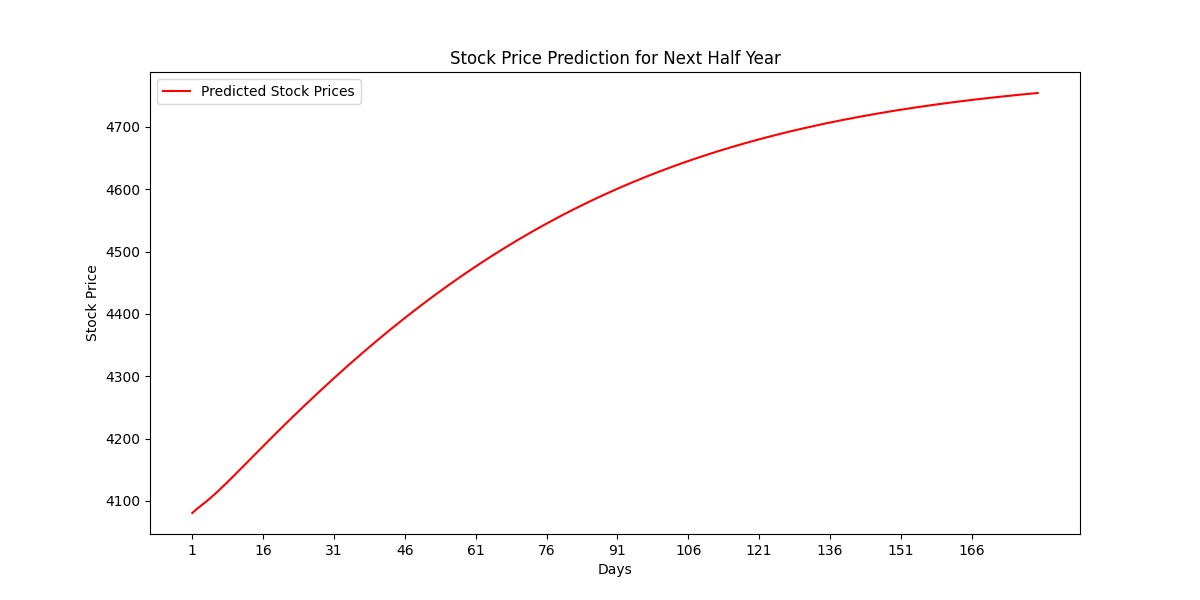 Stock Price Prediction for Next Half Year
Predicted Stock Prices
4700
4600
4500
4400
4300
4200
4100
Stock Price
1 16 31 46 61 76 91 106 121 136 151 166
Days